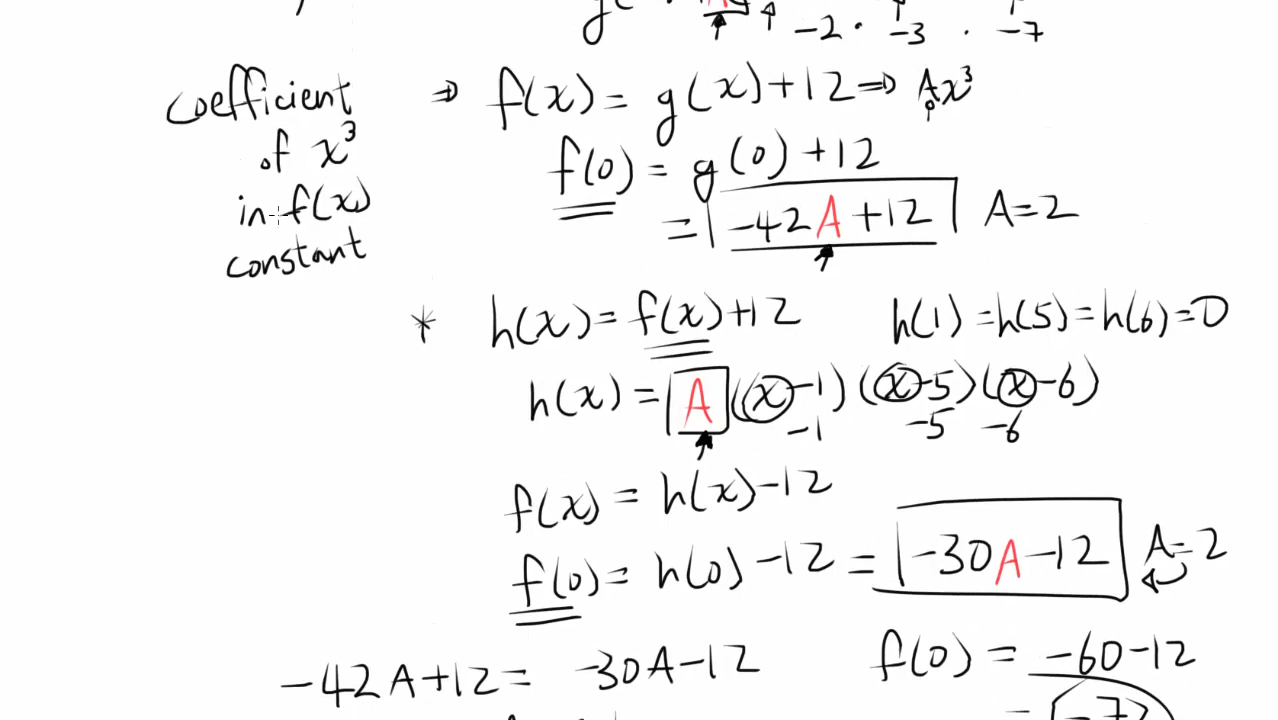 -2 · -3 · -7
coefficient of x³ in f(x) constant
⇒ f(x) = g(x)+12 ⇒ Ax³
f(0) = g(0) +12
= -42A+12 A=2
* h(x) = f(x)+12 h(1) =h(5)=h(6)=0
h(x) = A (x-1) (x-5)(x-6)
-1 -5 -6
f(x) = h(x)-12
f(0) = h(0) -12 = -30A-12 A=2
-42A+12= -30A-12 f(0) = -60-12